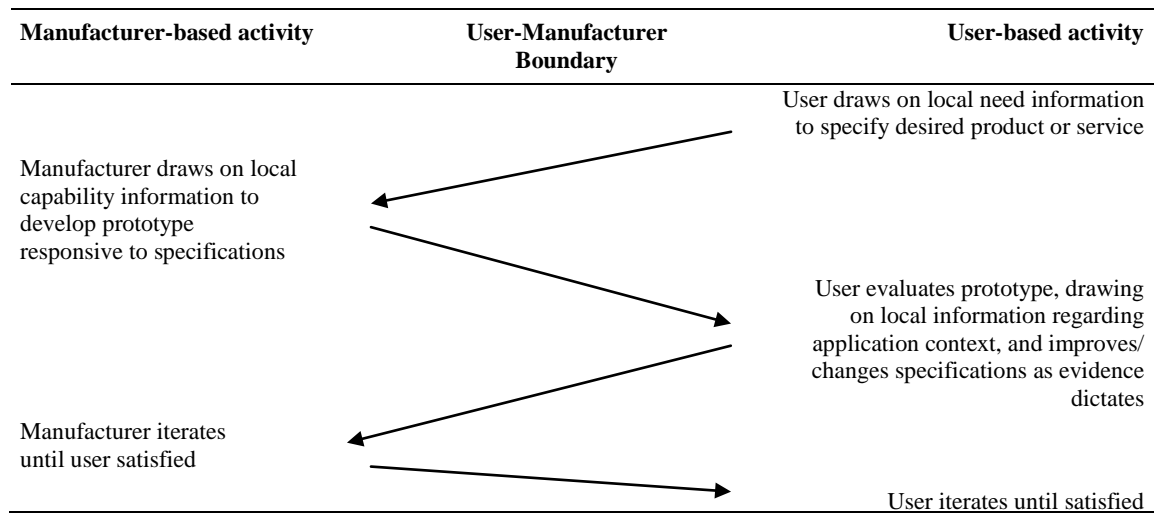 Manufacturer-based activity
User-Manufacturer
Boundary
User-based activity
User draws on local need information
to specify desired product or service
Manufacturer draws on local
capability information to
develop prototype
responsive to specifications
User evaluates prototype, drawing
on local information regarding
application context, and improves/
changes specifications as evidence
dictates
Manufacturer iterates
until user satisfied
User iterates until satisfied